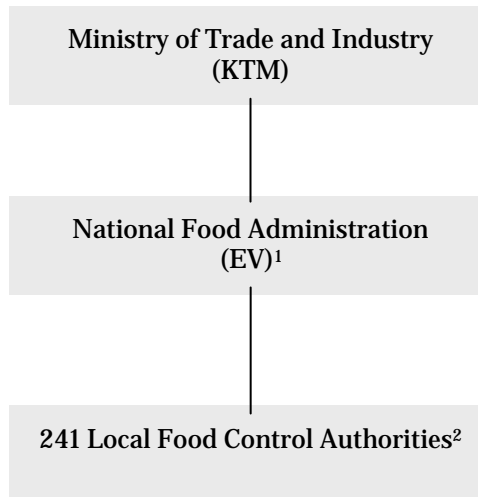 Ministry of Trade and Industry
(KTM)
National Food Administration
(EV)¹
241 Local Food Control Authorities²